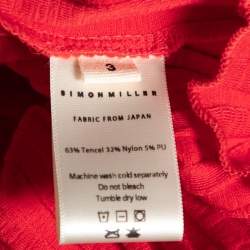 3
SIMONMILLER
FABRIC FROM JAPAN
63% Tencel 32% Nylon 5% PU
Machine wash cold separately
Do not bleach
Tumble dry low